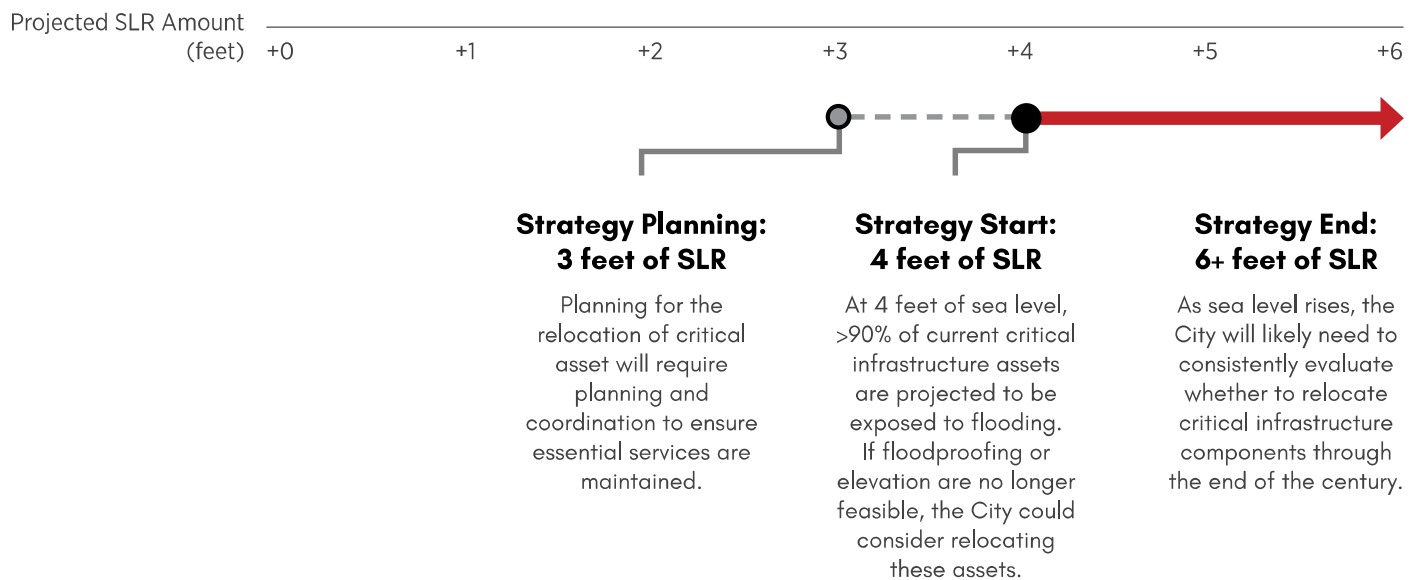 Projected SLR Amount
(feet)
+0 +1 +2 +3 +4 +5 +6
Strategy Planning:
3 feet of SLR
Planning for the
relocation of critical
asset will require
planning and
coordination to ensure
essential services are
maintained.
Strategy Start:
4 feet of SLR
At 4 feet of sea level,
>90% of current critical
infrastructure assets
are projected to be
exposed to flooding.
If floodproofing or
elevation are no longer
feasible, the City could
consider relocating
these assets.
Strategy End:
6+ feet of SLR
As sea level rises, the
City will likely need to
consistently evaluate
whether to relocate
critical infrastructure
components through
the end of the century.